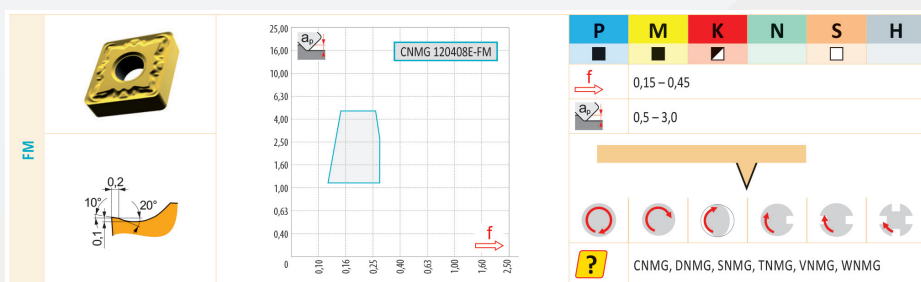 FM
10°
0,2
20°
0,1
25,00
16,00
10,00
6,30
4,00
2,50
1,60
1,00
0,63
0,40
0
aₚ
CNMG 120408E-FM
f
0,10
0,16
0,25
0,40
0,63
1,00
1,60
2,50
P M K N S H
f 0,15 – 0,45
aₚ 0,5 – 3,0
? CNMG, DNMG, SNMG, TNMG, VNMG, WNMG